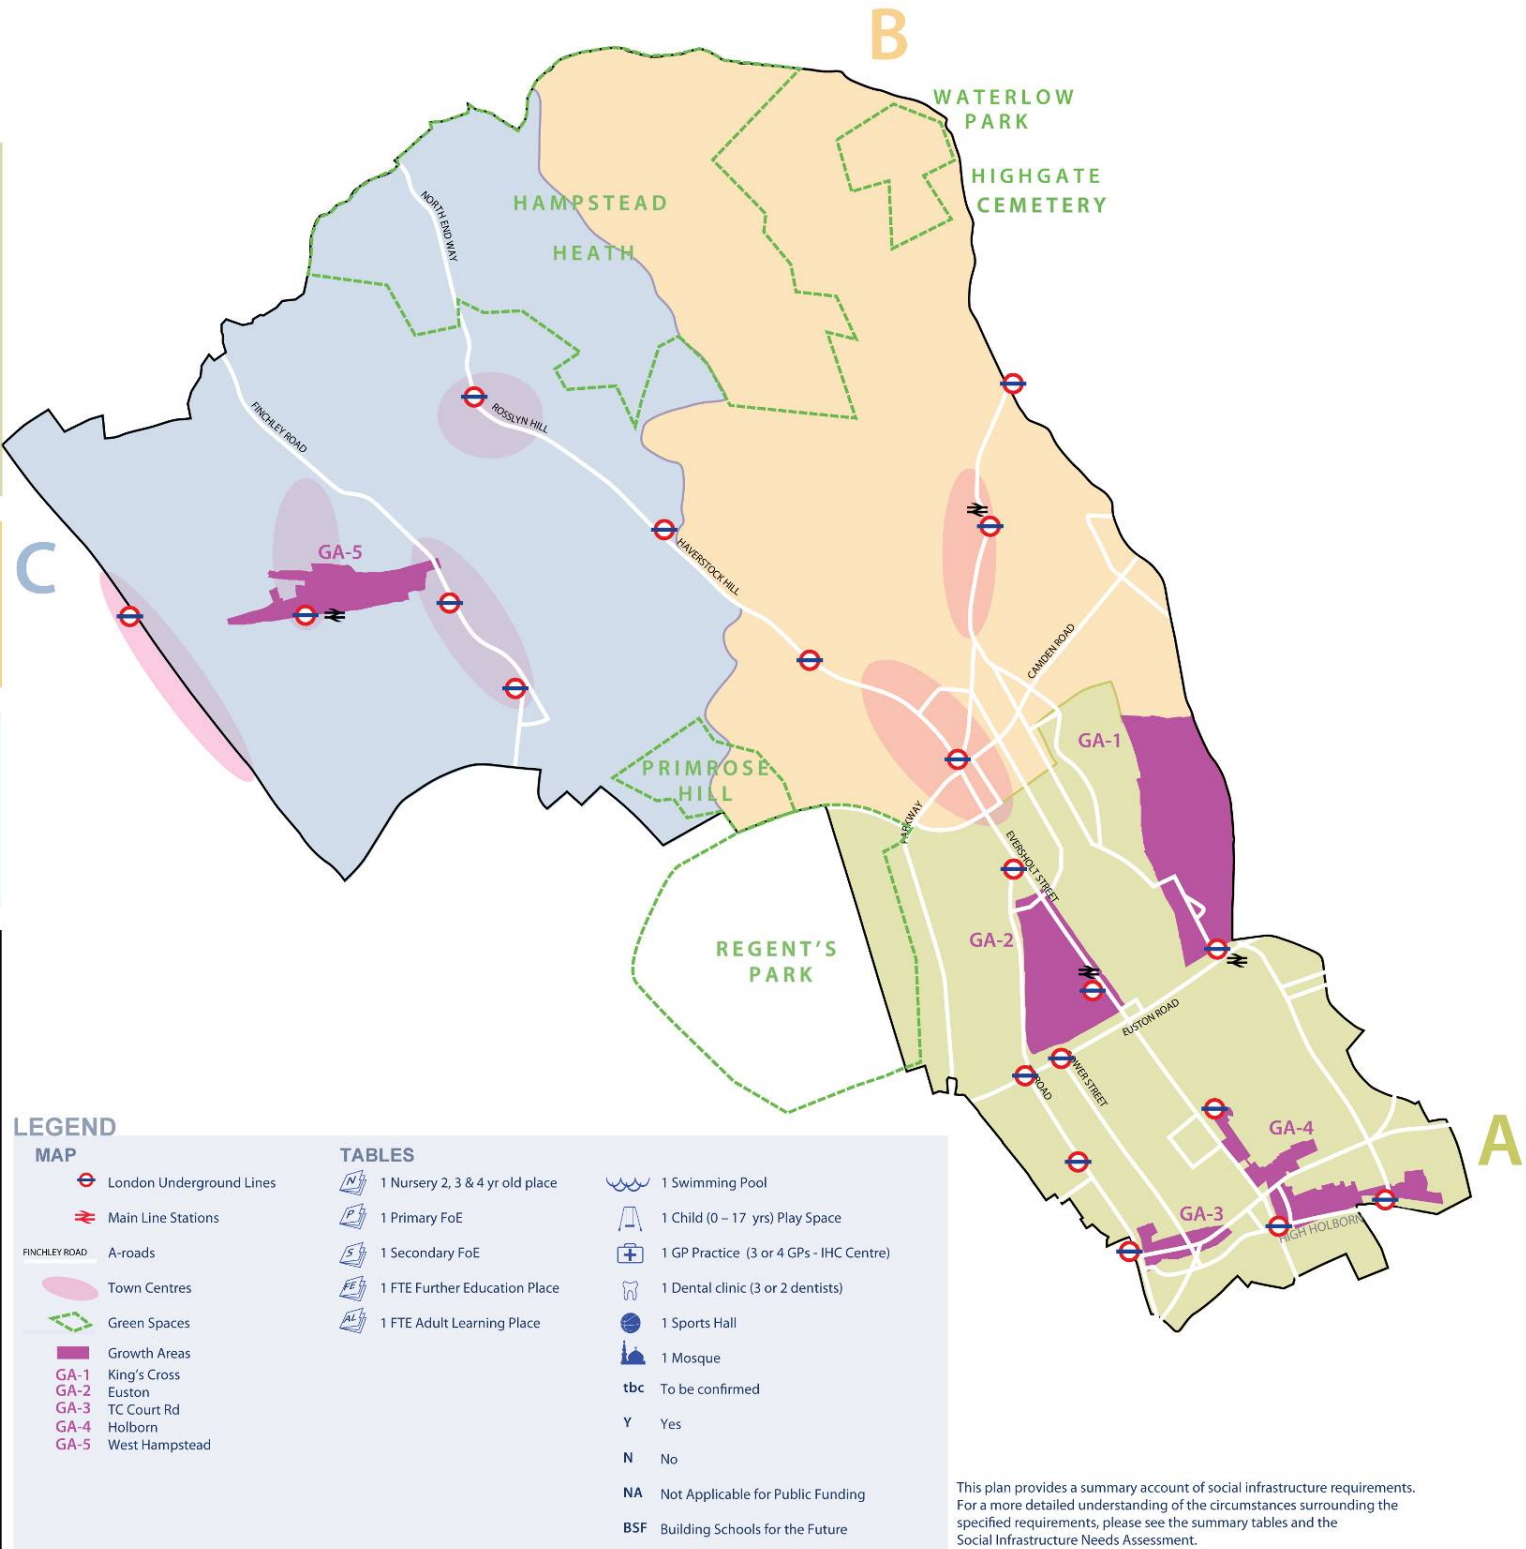 B
WATERLOW
PARK
HIGHGATE
CEMETERY
HAMPSTEAD
HEATH
NORTH END WAY
FINCHLEY ROAD
ROSSLYN HILL
C
GA-5
HAVERSTOCK HILL
CAMDEN ROAD
GA-1
PRIMROSE
HILL
PARKWAY
EVERSHOLT STREET
REGENT'S
PARK
GA-2
EUSTON ROAD
OWER STREET
ROAD
GA-4
A
GA-3
HIGH HOLBORN
LEGEND
MAP
London Underground Lines
Main Line Stations
FINCHLEY ROAD A-roads
Town Centres
Green Spaces
Growth Areas
GA-1 King's Cross
GA-2 Euston
GA-3 TC Court Rd
GA-4 Holborn
GA-5 West Hampstead
TABLES
N 1 Nursery 2, 3 & 4 yr old place
P 1 Primary FoE
S 1 Secondary FoE
FE 1 FTE Further Education Place
AL 1 FTE Adult Learning Place
1 Swimming Pool
1 Child (0 – 17 yrs) Play Space
1 GP Practice (3 or 4 GPs - IHC Centre)
1 Dental clinic (3 or 2 dentists)
1 Sports Hall
1 Mosque
tbc To be confirmed
Y Yes
N No
NA Not Applicable for Public Funding
BSF Building Schools for the Future
This plan provides a summary account of social infrastructure requirements.
For a more detailed understanding of the circumstances surrounding the
specified requirements, please see the summary tables and the
Social Infrastructure Needs Assessment.